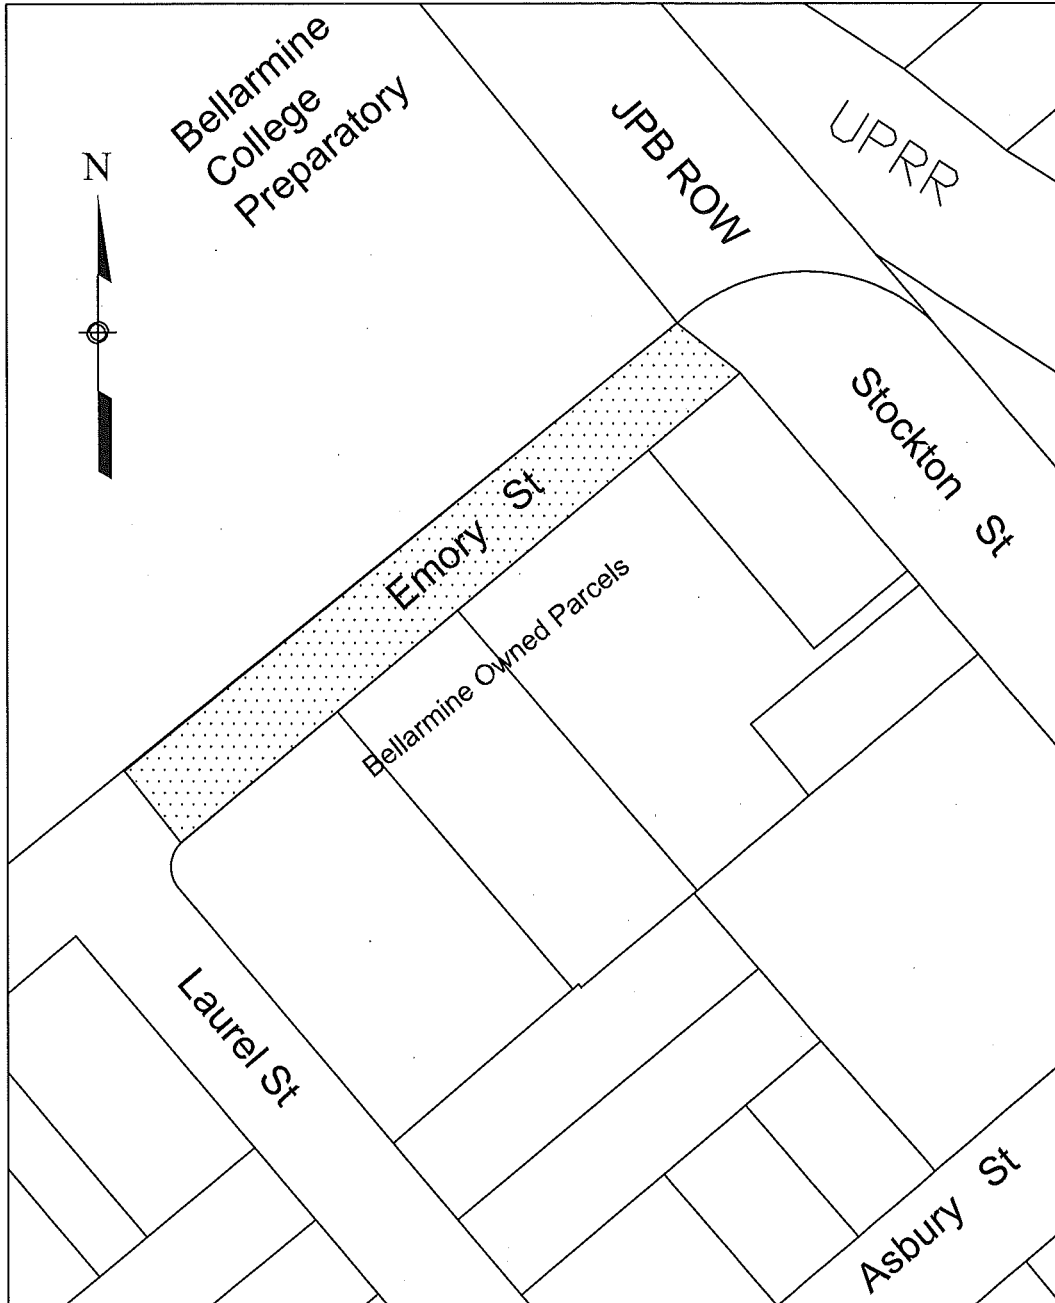 Bellarmine
College
Preparatory
N
JPB ROW
UPRR
Stockton St
Emory St
Bellarmine Owned Parcels
Laurel St
Asbury St